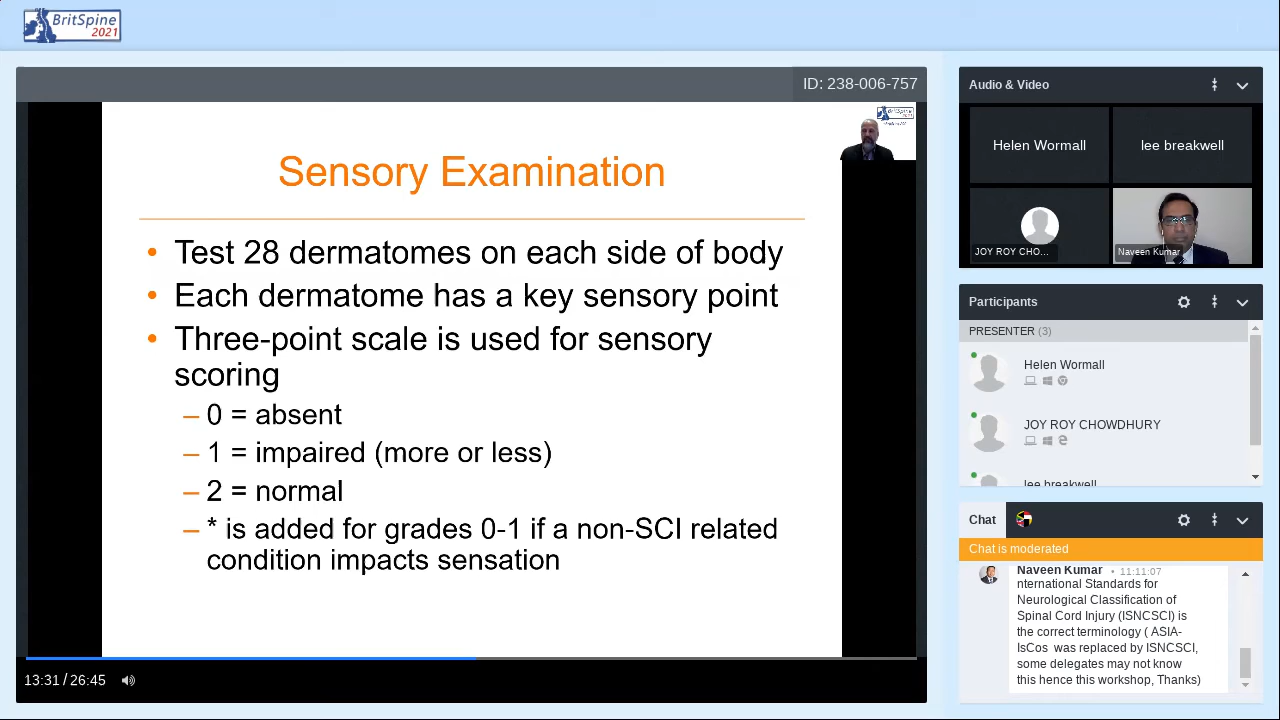 BritSpine
2021
ID: 238-006-757
BritSpine
2021
Sensory Examination
• Test 28 dermatomes on each side of body
• Each dermatome has a key sensory point
• Three-point scale is used for sensory
scoring
– 0 = absent
– 1 = impaired (more or less)
– 2 = normal
– * is added for grades 0-1 if a non-SCI related
condition impacts sensation
13:31 / 26:45
Audio & Video
Helen Wormall
lee breakwell
JOY ROY CHO...
Naveen Kumar
Participants
PRESENTER (3)
Helen Wormall
JOY ROY CHOWDHURY
lee breakwell
Chat
Chat is moderated
Naveen Kumar • 11:11:07
nternational Standards for
Neurological Classification of
Spinal Cord Injury (ISNCSCI) is
the correct terminology ( ASIA-
IsCos was replaced by ISNCSCI,
some delegates may not know
this hence this workshop, Thanks)